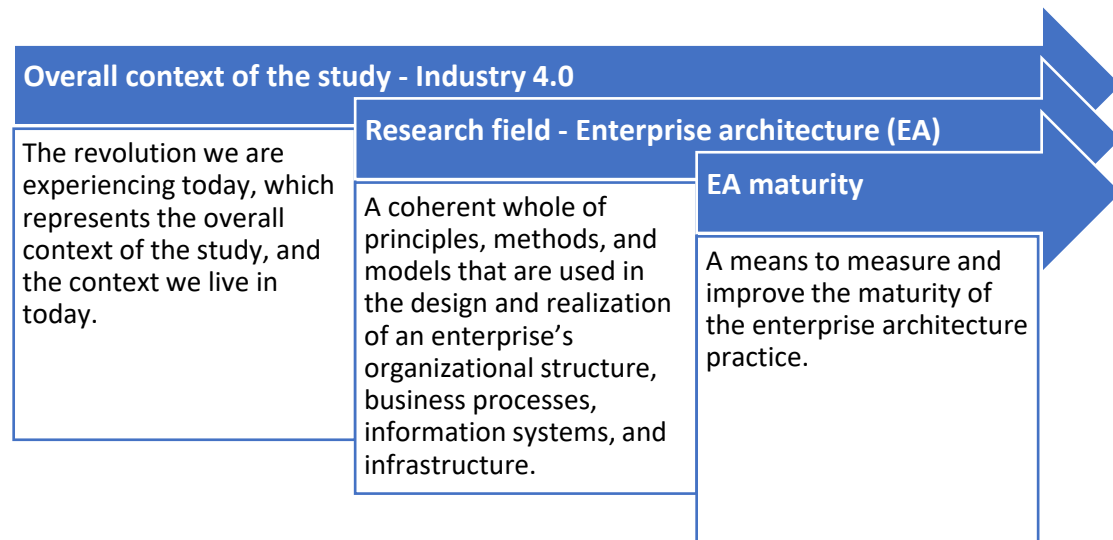 Overall context of the study - Industry 4.0
The revolution we are
experiencing today, which
represents the overall
context of the study, and
the context we live in
today.
Research field - Enterprise architecture (EA)
A coherent whole of
principles, methods, and
models that are used in
the design and realization
of an enterprise’s
organizational structure,
business processes,
information systems, and
infrastructure.
EA maturity
A means to measure and
improve the maturity of
the enterprise architecture
practice.